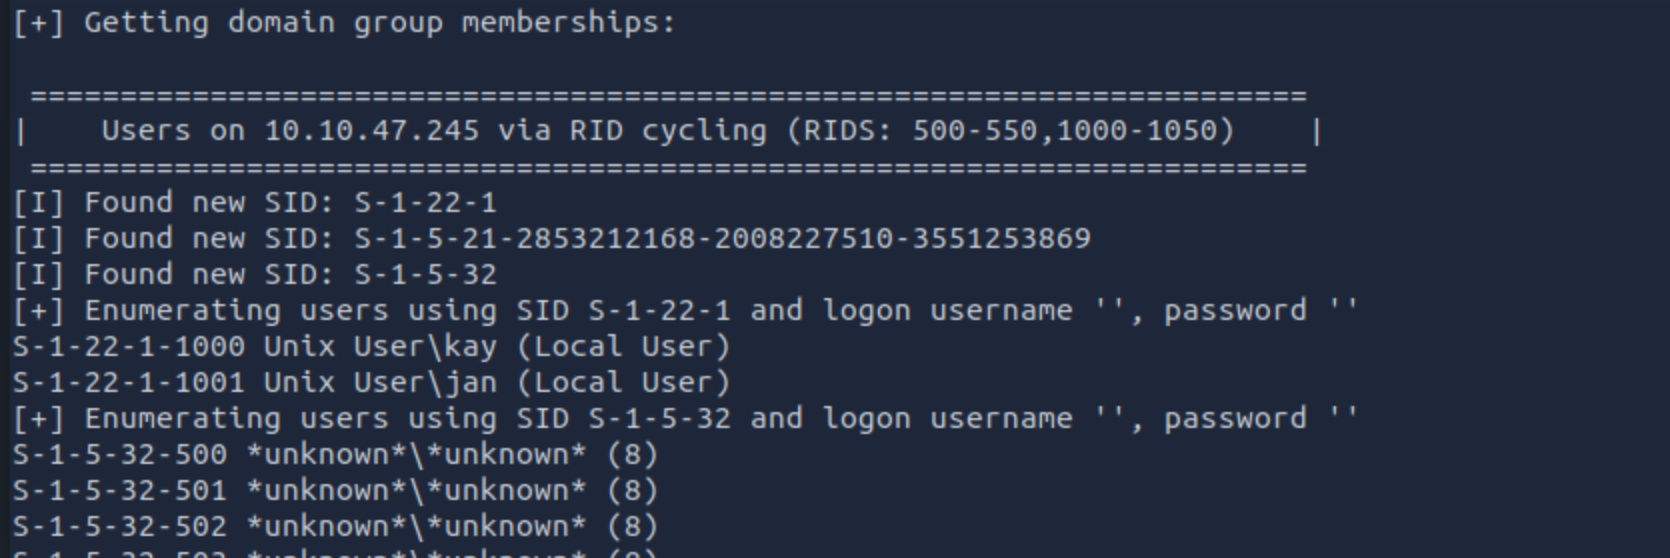 [+] Getting domain group memberships:
======================================================================
|    Users on 10.10.47.245 via RID cycling (RIDS: 500-550,1000-1050)    |
======================================================================
[I] Found new SID: S-1-22-1
[I] Found new SID: S-1-5-21-2853212168-2008227510-3551253869
[I] Found new SID: S-1-5-32
[+] Enumerating users using SID S-1-22-1 and logon username '', password ''
S-1-22-1-1000 Unix User\kay (Local User)
S-1-22-1-1001 Unix User\jan (Local User)
[+] Enumerating users using SID S-1-5-32 and logon username '', password ''
S-1-5-32-500 *unknown*\*unknown* (8)
S-1-5-32-501 *unknown*\*unknown* (8)
S-1-5-32-502 *unknown*\*unknown* (8)